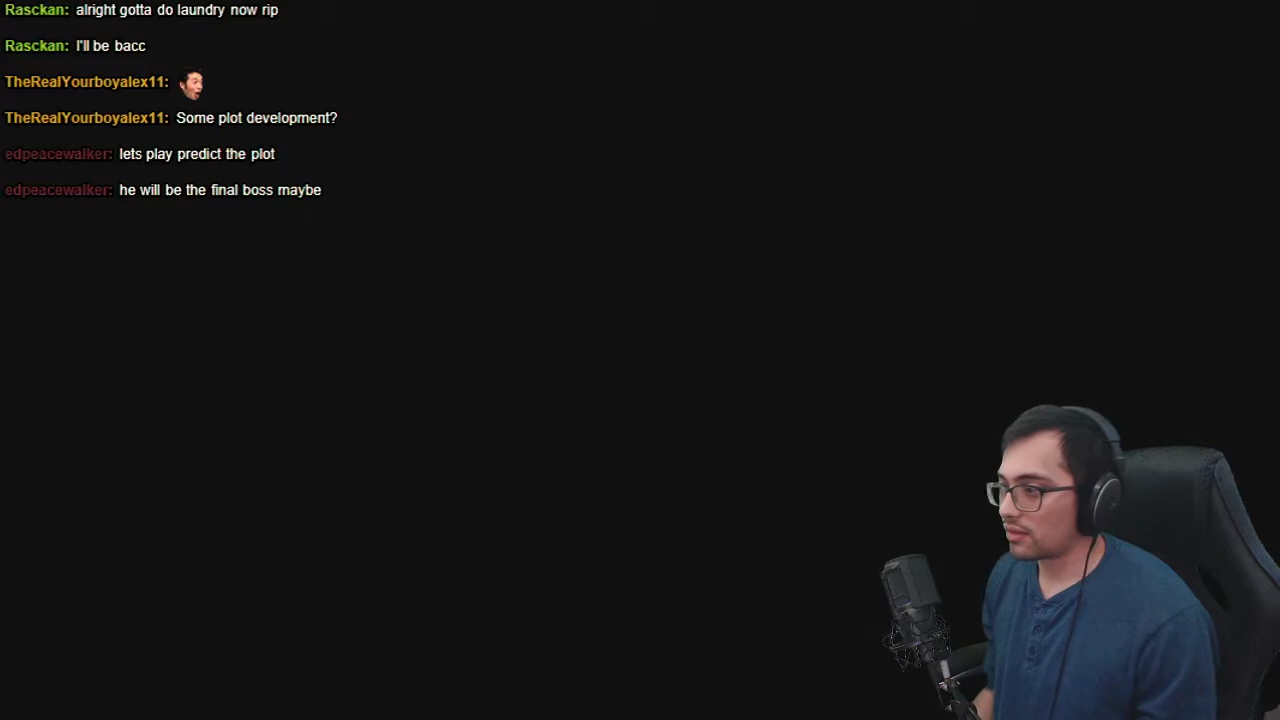 Rasckan: alright gotta do laundry now rip
Rasckan: I'll be bacc
TheRealYourboyalex11:
TheRealYourboyalex11: Some plot development?
edpeacewalker: lets play predict the plot
edpeacewalker: he will be the final boss maybe